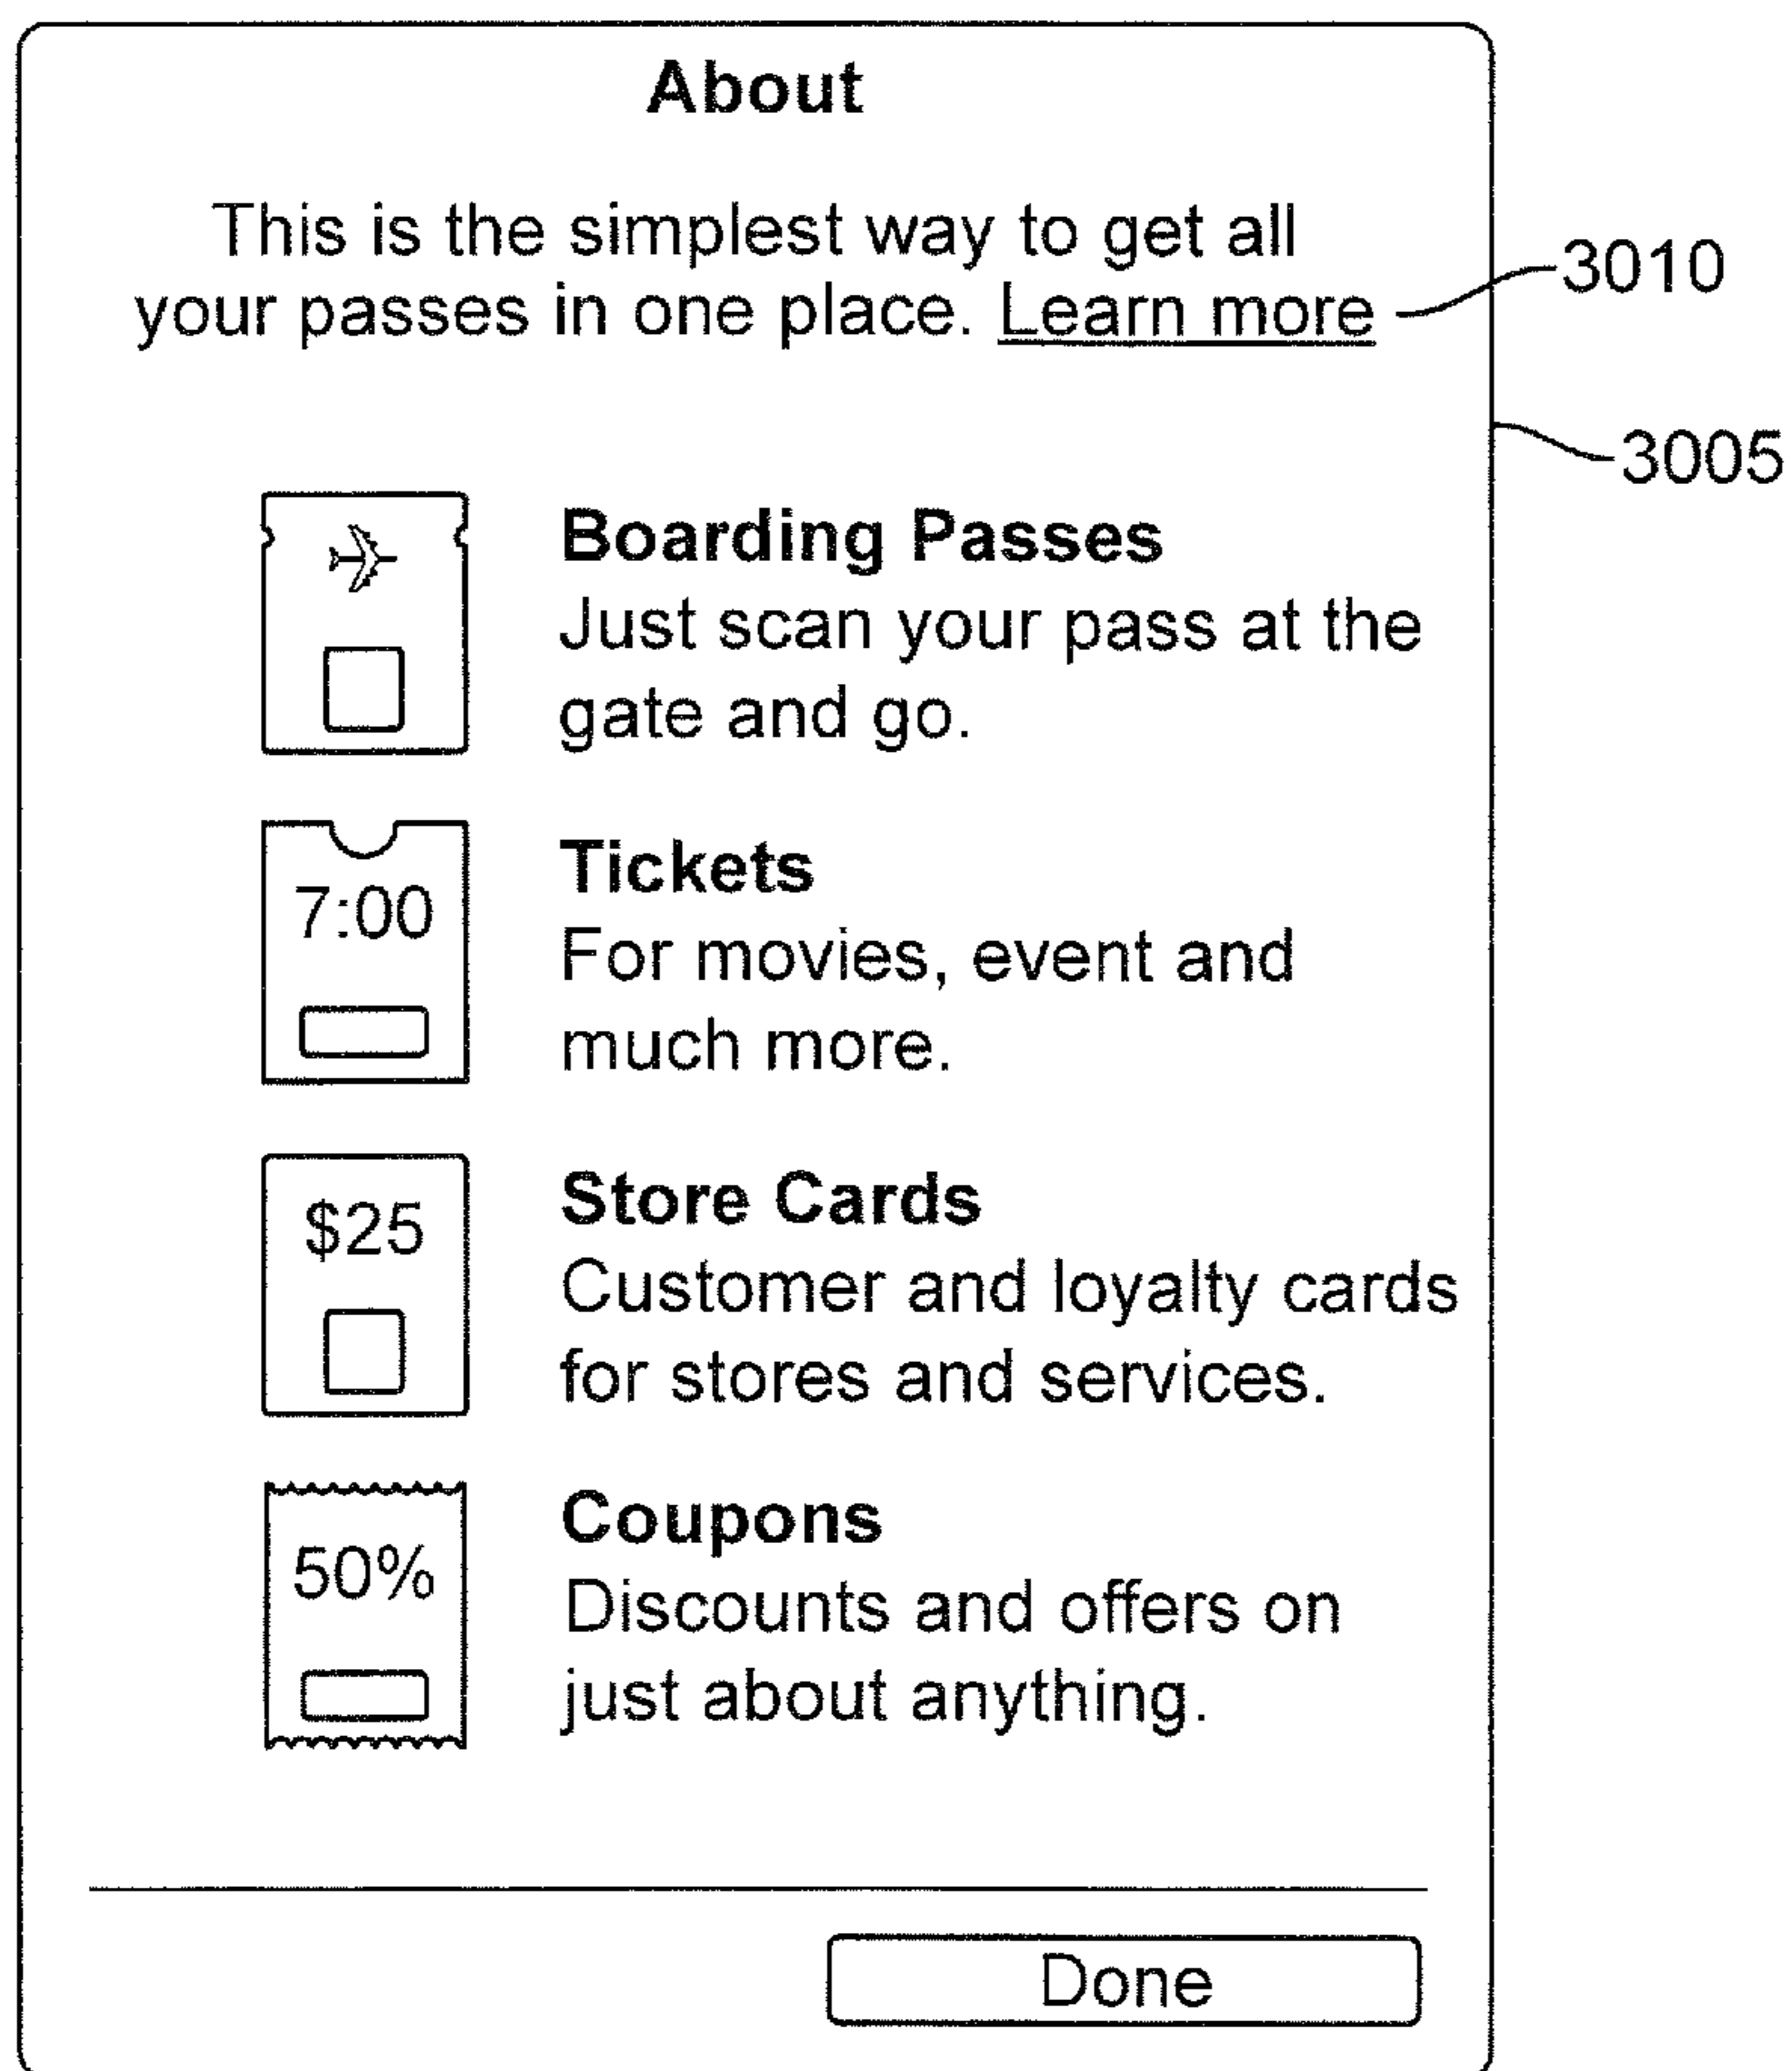 About
This is the simplest way to get all
your passes in one place. Learn more
3010
3005
Boarding Passes
Just scan your pass at the
gate and go.
7:00
Tickets
For movies, event and
much more.
$25
Store Cards
Customer and loyalty cards
for stores and services.
50%
Coupons
Discounts and offers on
just about anything.
Done